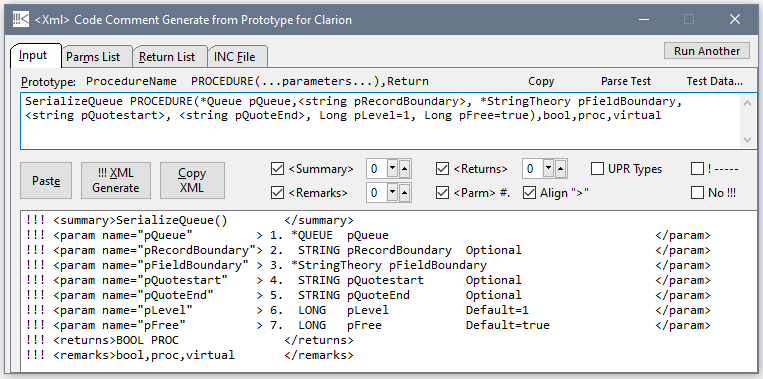 <Xml> Code Comment Generate from Prototype for Clarion
Input Parms List Return List INC File Run Another
Prototype: ProcedureName PROCEDURE(...parameters...),Return Copy Parse Test Test Data...
SerializeQueue PROCEDURE(*Queue pQueue,<string pRecordBoundary>, *StringTheory pFieldBoundary,
<string pQuotestart>, <string pQuoteEnd>, Long pLevel=1, Long pFree=true),bool,proc,virtual
Paste !!! XML Generate Copy XML <Summary> 0 <Returns> 0 UPR Types ! -----
<Remarks> 0 <Parm> #. Align ">" No !!!
!!! <summary>SerializeQueue() </summary>
!!! <param name="pQueue" > 1. *QUEUE pQueue </param>
!!! <param name="pRecordBoundary"> 2. STRING pRecordBoundary Optional </param>
!!! <param name="pFieldBoundary" > 3. *StringTheory pFieldBoundary </param>
!!! <param name="pQuotestart" > 4. STRING pQuotestart Optional </param>
!!! <param name="pQuoteEnd" > 5. STRING pQuoteEnd Optional </param>
!!! <param name="pLevel" > 6. LONG pLevel Default=1 </param>
!!! <param name="pFree" > 7. LONG pFree Default=true </param>
!!! <returns>BOOL PROC </returns>
!!! <remarks>bool,proc,virtual </remarks>